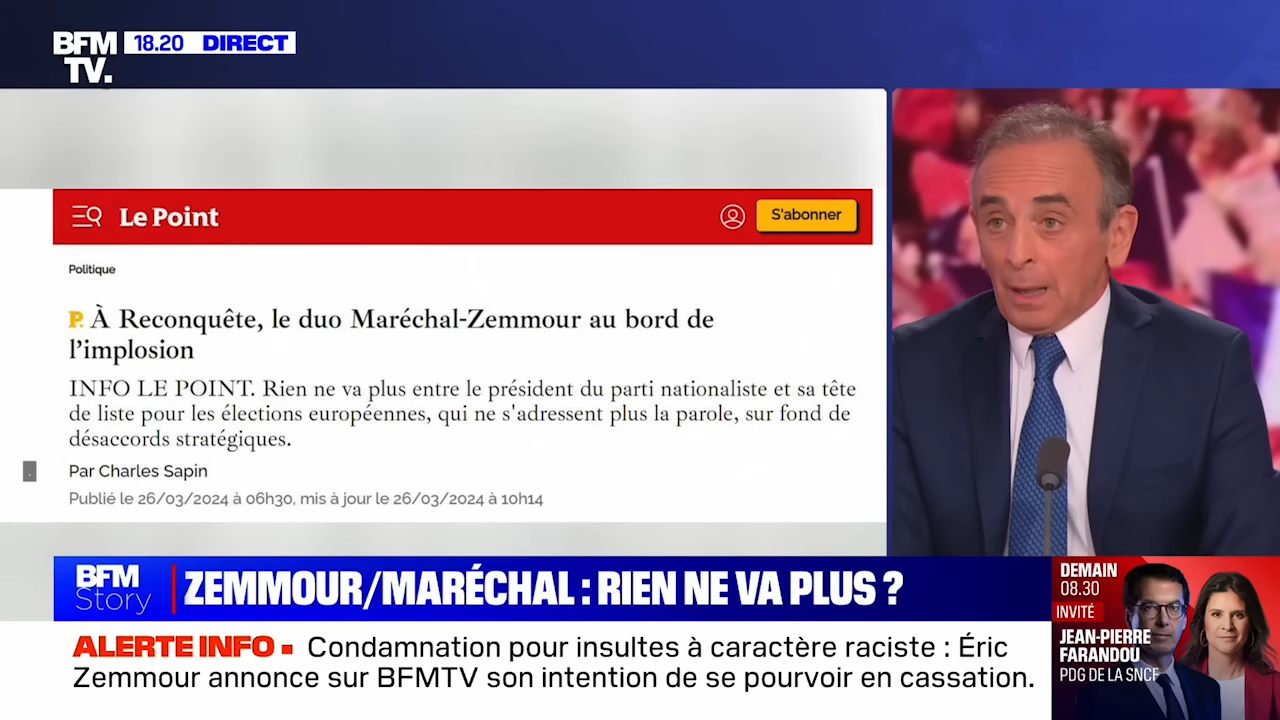 BFM
TV.
18.20 DIRECT
Le Point
S'abonner
Politique
P. À Reconquête, le duo Maréchal-Zemmour au bord de
l'implosion
INFO LE POINT. Rien ne va plus entre le président du parti nationaliste et sa tête
de liste pour les élections européennes, qui ne s'adressent plus la parole, sur fond de
désaccords stratégiques.
Par Charles Sapin
Publié le 26/03/2024 à 06h30, mis à jour le 26/03/2024 à 10h14
BFM
Story
ZEMMOUR/MARÉCHAL : RIEN NE VA PLUS ?
ALERTE INFO ▪ Condamnation pour insultes à caractère raciste : Éric
Zemmour annonce sur BFMTV son intention de se pourvoir en cassation.
DEMAIN
08.30
INVITÉ
JEAN-PIERRE
FARANDOU
PDG DE LA SNCF